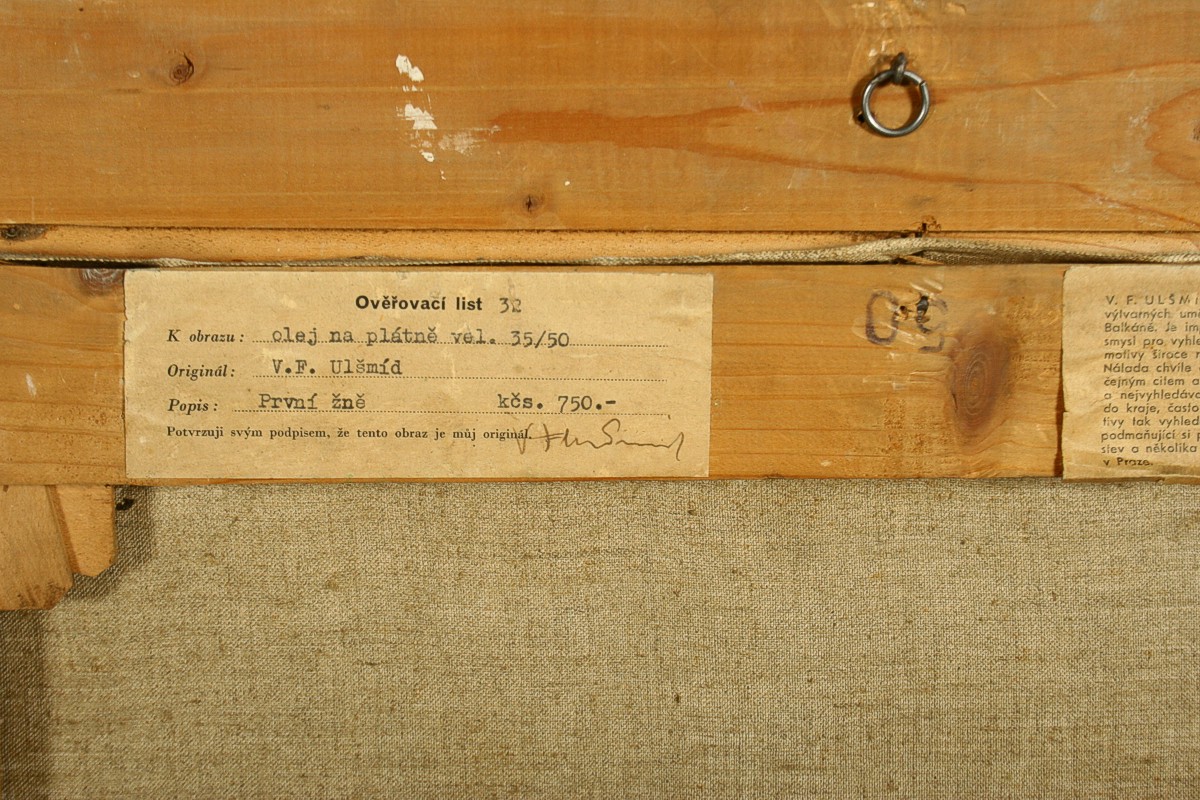 Ověřovací list 32
K obrazu: olej na plátně vel. 35/50
Originál: V.F. Ulšmíd
Popis: První žně kčs. 750.-
Potvrzuji svým podpisem, že tento obraz je můj originál.
V. F. ULŠMÍ
výtvarných umě
Balkáně. Je im
smysl pro vyhle
motivy široce r
Nálada chvíle
čejným citem a
a nejvyhledáva
do kraje, často
tivy tak vyhled
podmaňující si p
slev a několika
v Praze.